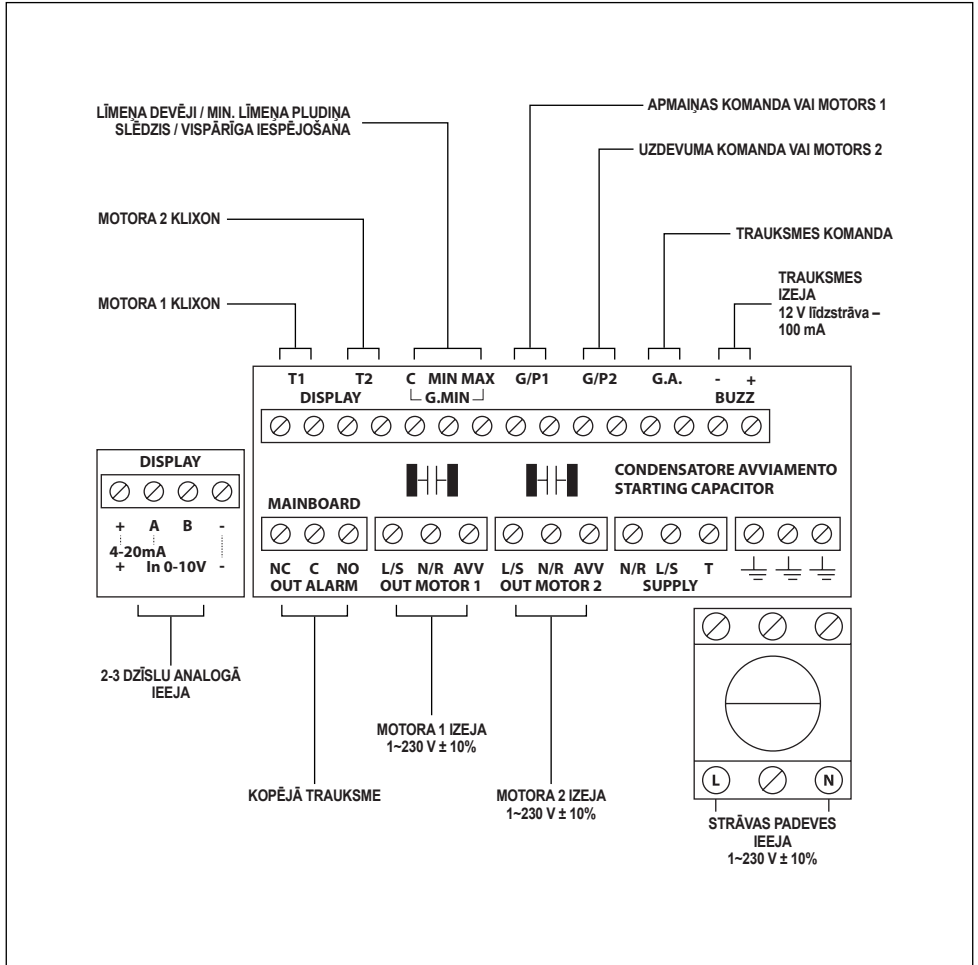 LĪMEŅA DEVĒJI / MIN. LĪMEŅA PLUDIŅA
SLĒDZIS / VISPĀRĪGA IESPĒJOŠANA
APMAIŅAS KOMANDA VAI MOTORS 1
UZDEVUMA KOMANDA VAI MOTORS 2
MOTORA 2 KLIXON
TRAUKSMES KOMANDA
MOTORA 1 KLIXON
TRAUKSMES
IZEJA
12 V līdzstrāva –
100 mA
T1 T2 C MIN MAX G/P1 G/P2 G.A. - +
DISPLAY G.MIN BUZZ
DISPLAY
+ A B -
4-20mA
+ In 0-10V -
CONDENSATORE AVVIAMENTO
STARTING CAPACITOR
MAINBOARD
NC C NO L/S N/R AVV L/S N/R AVV N/R L/S T
OUT ALARM OUT MOTOR 1 OUT MOTOR 2 SUPPLY
2-3 DZĪSLU ANALOGĀ
IEEJA
MOTORA 1 IZEJA
1~230 V ± 10%
KOPĒJĀ TRAUKSME
MOTORA 2 IZEJA
1~230 V ± 10%
L N
STRĀVAS PADEVES
IEEJA
1~230 V ± 10%